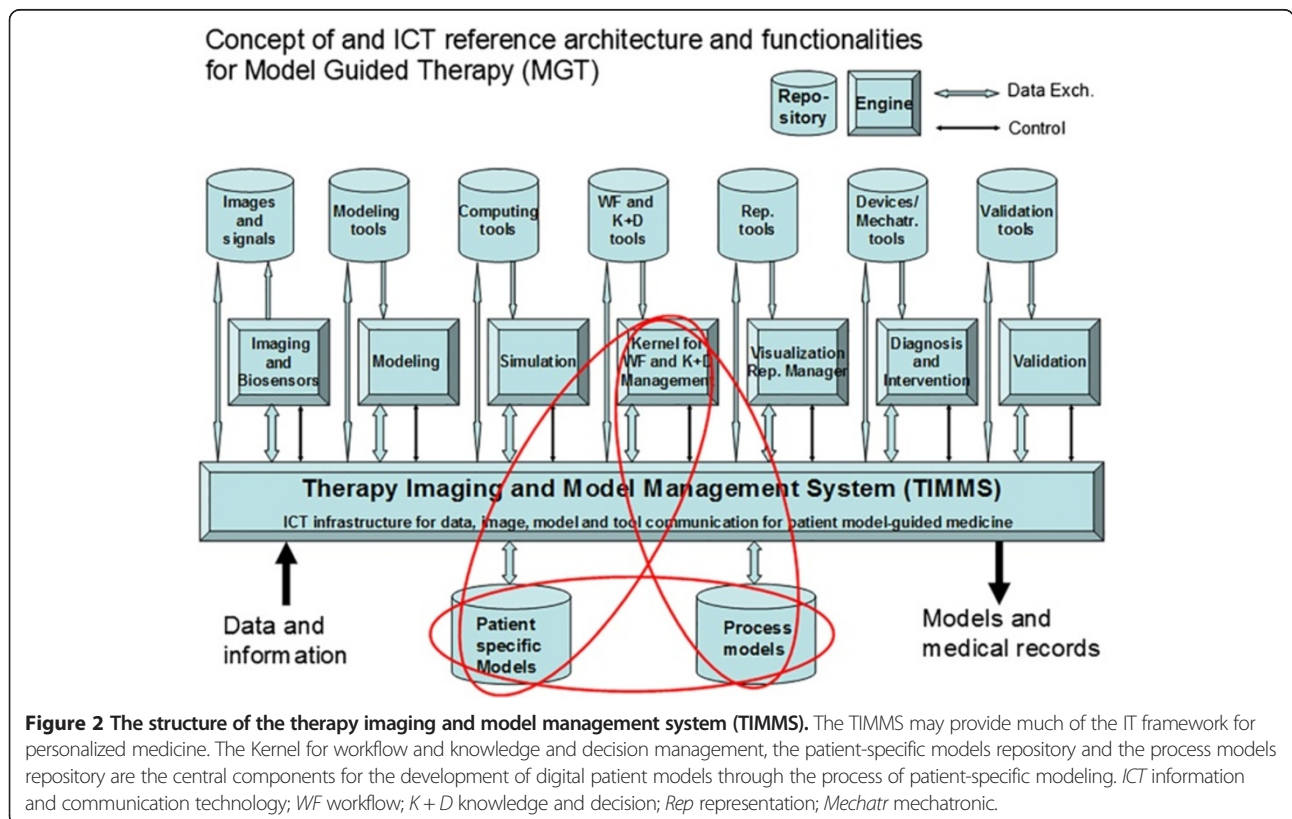 Concept of and ICT reference architecture and functionalities
for Model Guided Therapy (MGT)
Repo-
sitory
Engine
Data Exch.
Control
Images
and
signals
Modeling
tools
Computing
tools
WF and
K+D
tools
Rep.
tools
Devices/
Mechatr.
tools
Validation
tools
Imaging
and
Biosensors
Modeling
Simulation
Kernel for
WF and K+D
Management
Visualization
Rep. Manager
Diagnosis
and
Intervention
Validation
Therapy Imaging and Model Management System (TIMMS)
ICT infrastructure for data, image, model and tool communication for patient model-guided medicine
Data and
information
Patient
specific
Models
Process
models
Models and
medical records
Figure 2 The structure of the therapy imaging and model management system (TIMMS). The TIMMS may provide much of the IT framework for
personalized medicine. The Kernel for workflow and knowledge and decision management, the patient-specific models repository and the process models
repository are the central components for the development of digital patient models through the process of patient-specific modeling. ICT information
and communication technology; WF workflow; K + D knowledge and decision; Rep representation; Mechatr mechatronic.